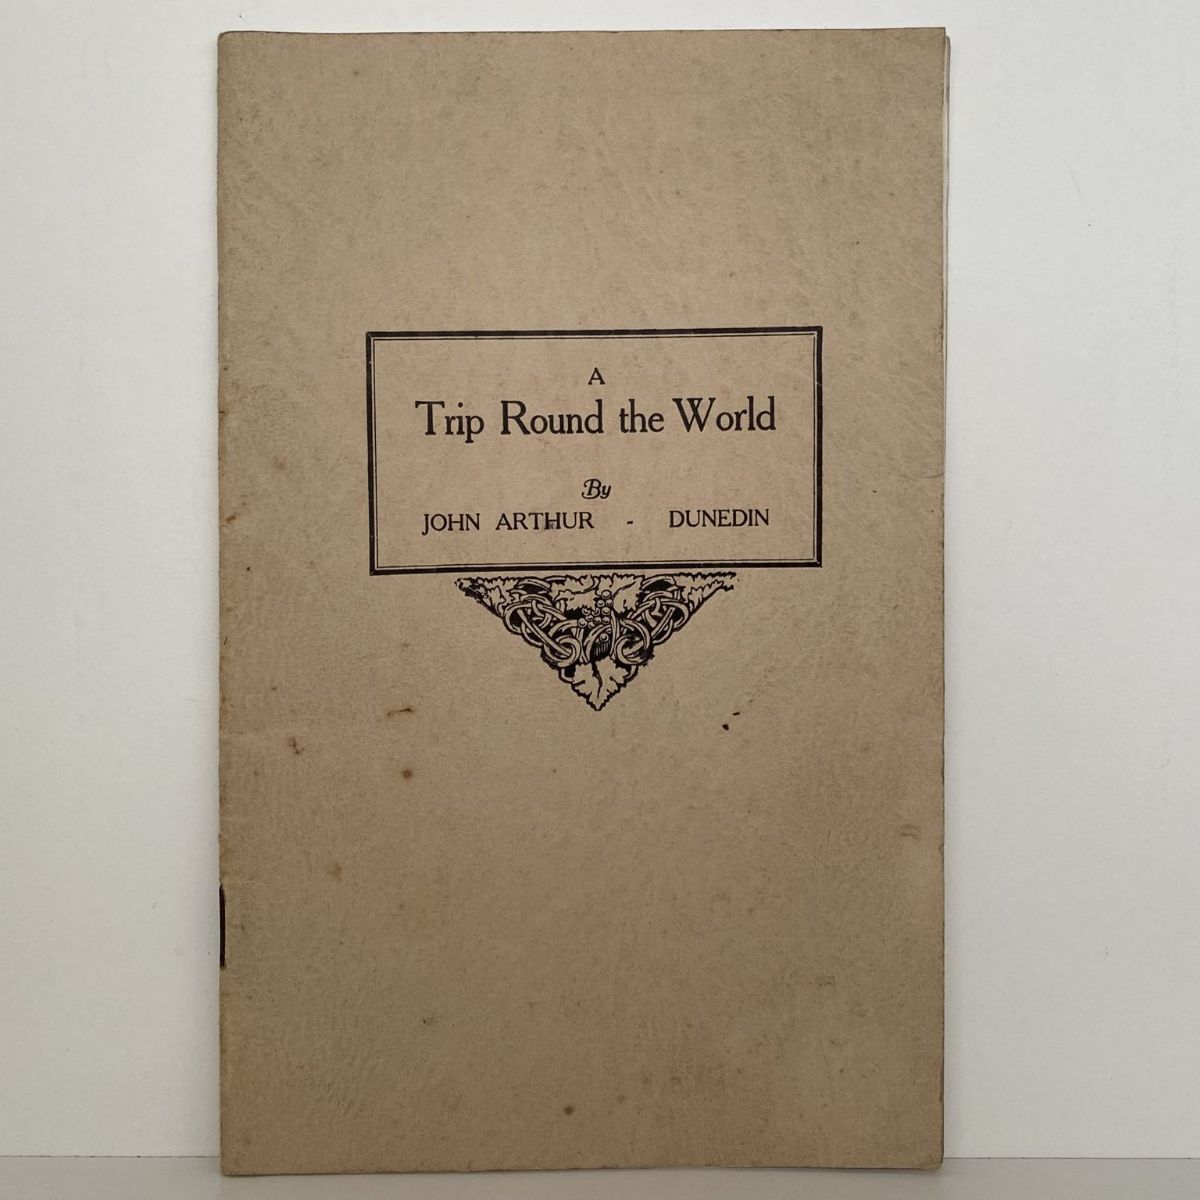 A
Trip Round the World
By
JOHN ARTHUR - DUNEDIN